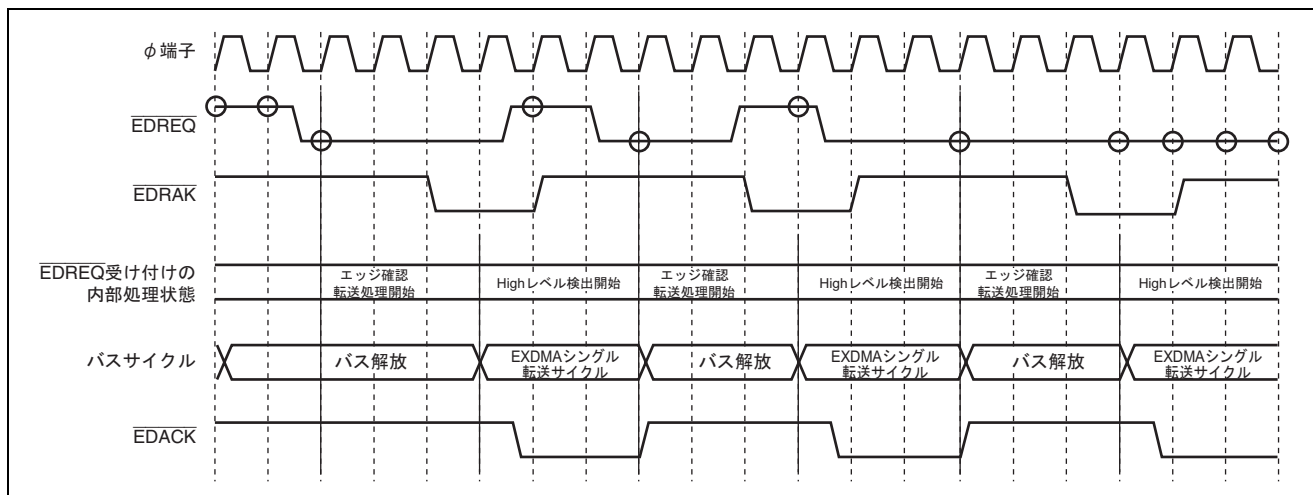 φ端子
EDREQ
EDRAK
EDREQ受け付けの
内部処理状態
エッジ確認
転送処理開始
Highレベル検出開始
エッジ確認
転送処理開始
Highレベル検出開始
エッジ確認
転送処理開始
Highレベル検出開始
バスサイクル
バス解放
EXDMAシングル
転送サイクル
バス解放
EXDMAシングル
転送サイクル
バス解放
EXDMAシングル
転送サイクル
EDACK